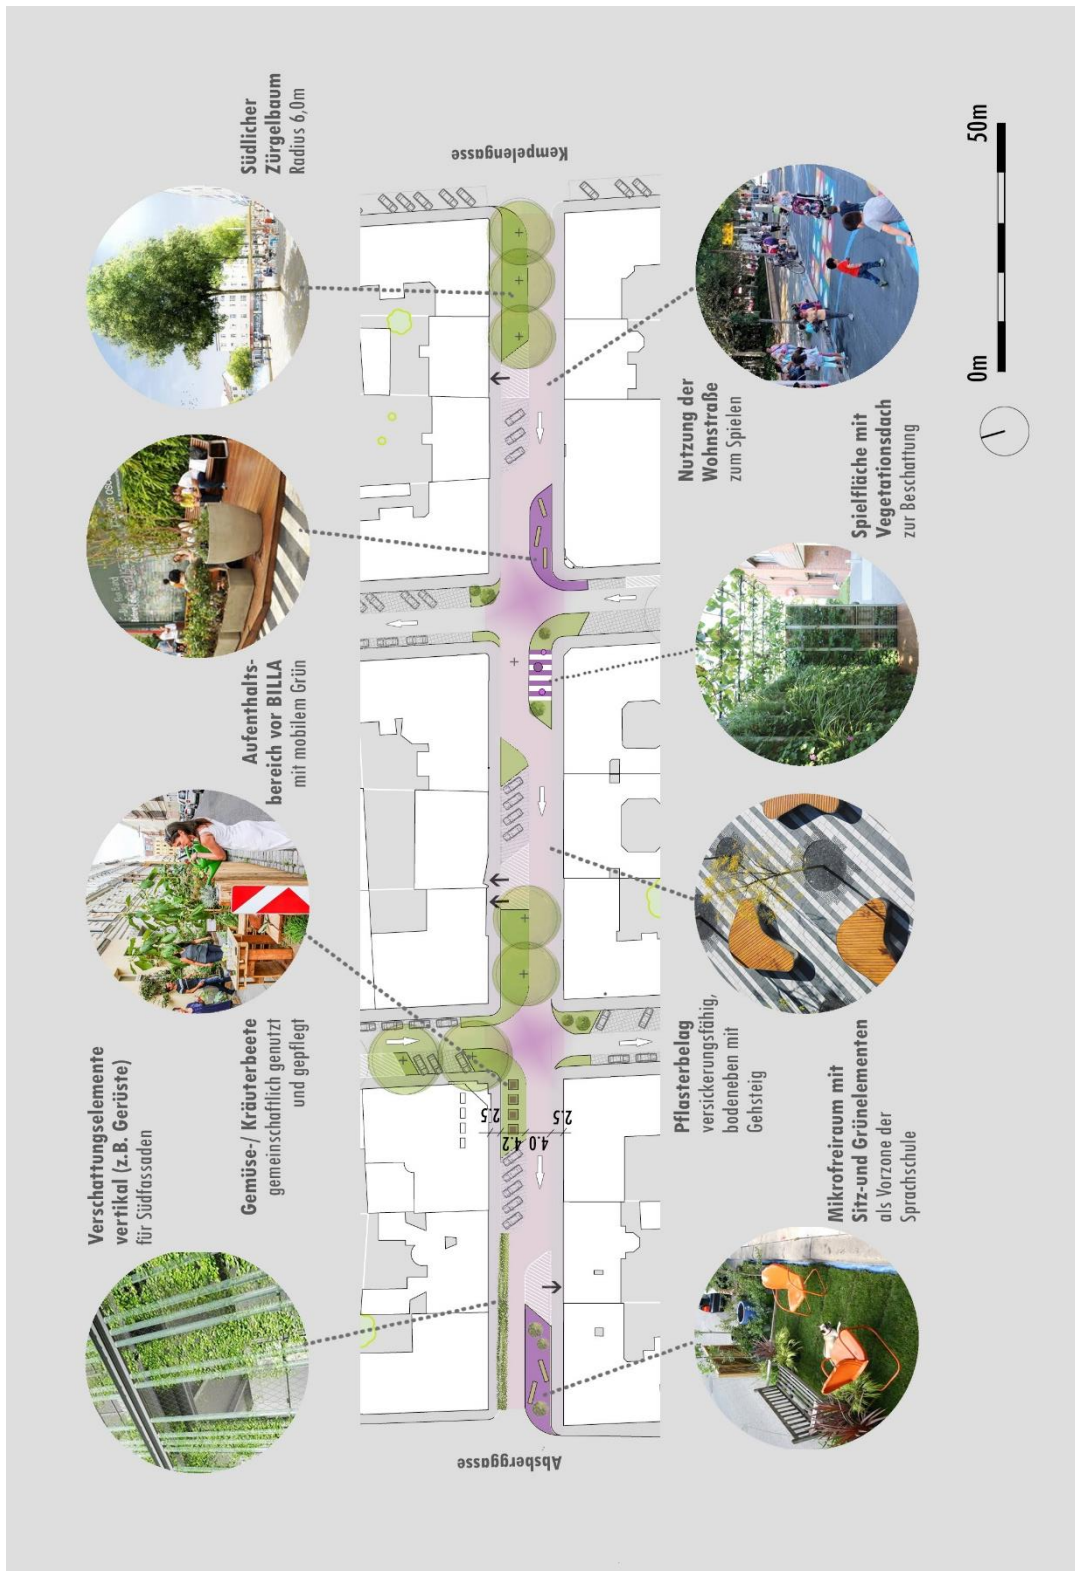 Verschattungselemente
vertikal (z.B. Gerüste)
für Südfassaden
Gemüse-/ Kräuterbeete
gemeinschaftlich genutzt
und gepflegt
Aufenthalts-
bereich vor BILLA
mit mobilem Grün
Südlicher
Zürgelbaum
Radius 6,0m
Absberggasse
2.5
4.2
4.0
2.5
Kempelengasse
Mikrofreiraum mit
Sitz-und Grünelementen
als Vorzone der
Sprachschule
Pflasterbelag
versickerungsfähig,
bodeneben mit
Gehsteig
Spielfläche mit
Vegetationsdach
zur Beschattung
Nutzung der
Wohnstraße
zum Spielen
0m
50m